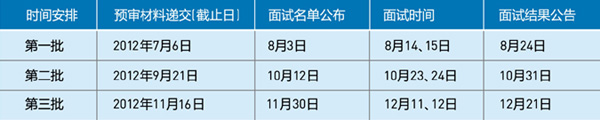 时间安排 预审材料递交(截止日) 面试名单公布 面试时间 面试结果公告
第一批 2012年7月6日 8月3日 8月14、15日 8月24日
第二批 2012年9月21日 10月12日 10月23、24日 10月31日
第三批 2012年11月16日 11月30日 12月11、12日 12月21日